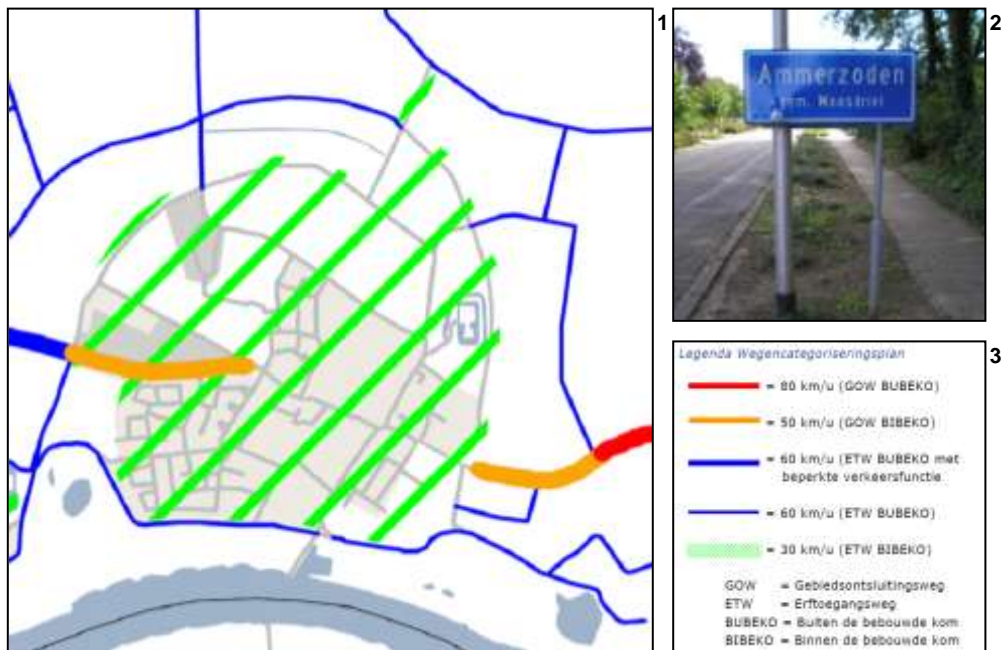 1
2
Ammerzoden
gem. Maasdriel
3
Legenda Wegencategoriseringsplan
= 80 km/u (GOW BUBEKO)
= 50 km/u (GOW BIBEKO)
= 60 km/u (ETW BUBEKO met
beperkte verkeersfunctie
= 60 km/u (ETW BUBEKO)
= 30 km/u (ETW BIBEKO)
GOW = Gebiedsontsluitingsweg
ETW = Erftoegangsweg
BUBEKO = Buiten de bebouwde kom
BIBEKO = Binnen de bebouwde kom